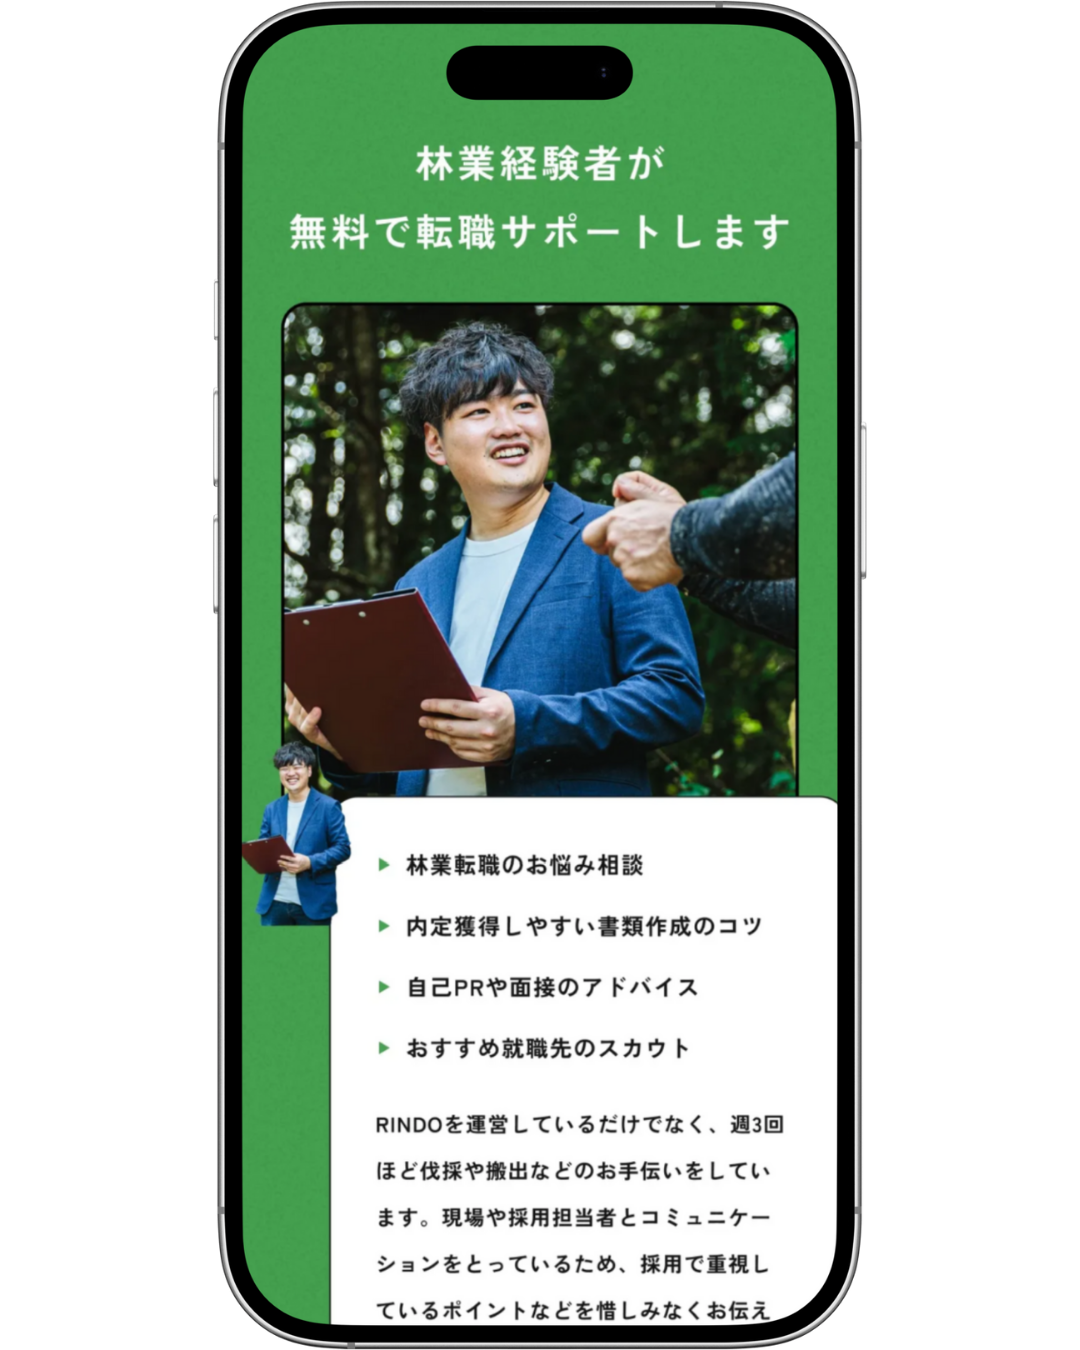 林業経験者が
無料で転職サポートします
林業転職のお悩み相談
内定獲得しやすい書類作成のコツ
自己PRや面接のアドバイス
おすすめ就職先のスカウト
RINDOを運営しているだけでなく、週3回
ほど伐採や搬出などのお手伝いをしてい
ます。現場や採用担当者とコミュニケー
ションをとっているため、採用で重視し
ているポイントなどを惜しみなくお伝え